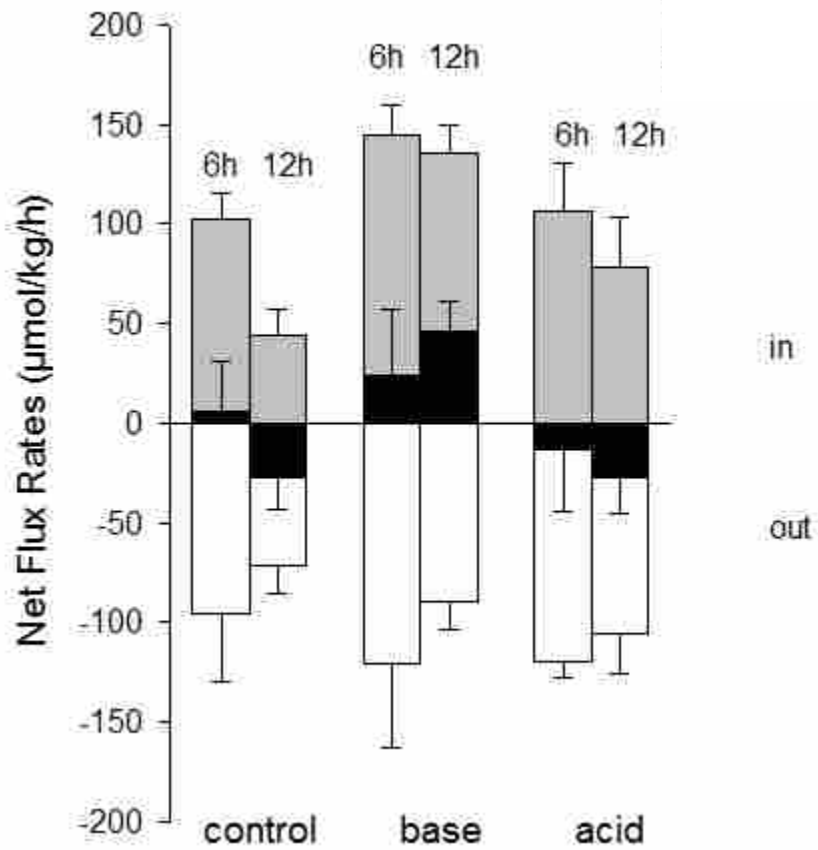 Net Flux Rates (µmol/kg/h)
200
150
100
50
0
-50
-100
-150
-200
6h 12h
6h 12h
6h 12h
in
out
control base acid